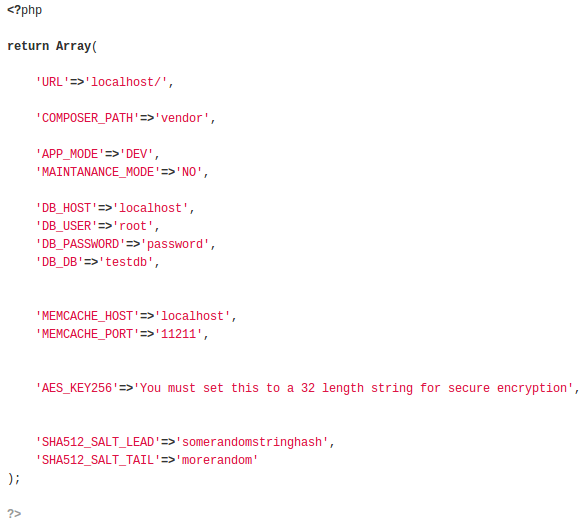 <?php
return Array(
'URL'=>'localhost/',
'COMPOSER_PATH'=>'vendor',
'APP_MODE'=>'DEV',
'MAINTANANCE_MODE'=>'NO',
'DB_HOST'=>'localhost',
'DB_USER'=>'root',
'DB_PASSWORD'=>'password',
'DB_DB'=>'testdb',
'MEMCACHE_HOST'=>'localhost',
'MEMCACHE_PORT'=>'11211',
'AES_KEY256'=>'You must set this to a 32 length string for secure encryption',
'SHA512_SALT_LEAD'=>'somerandomstringhash',
'SHA512_SALT_TAIL'=>'morerandom'
);
?>